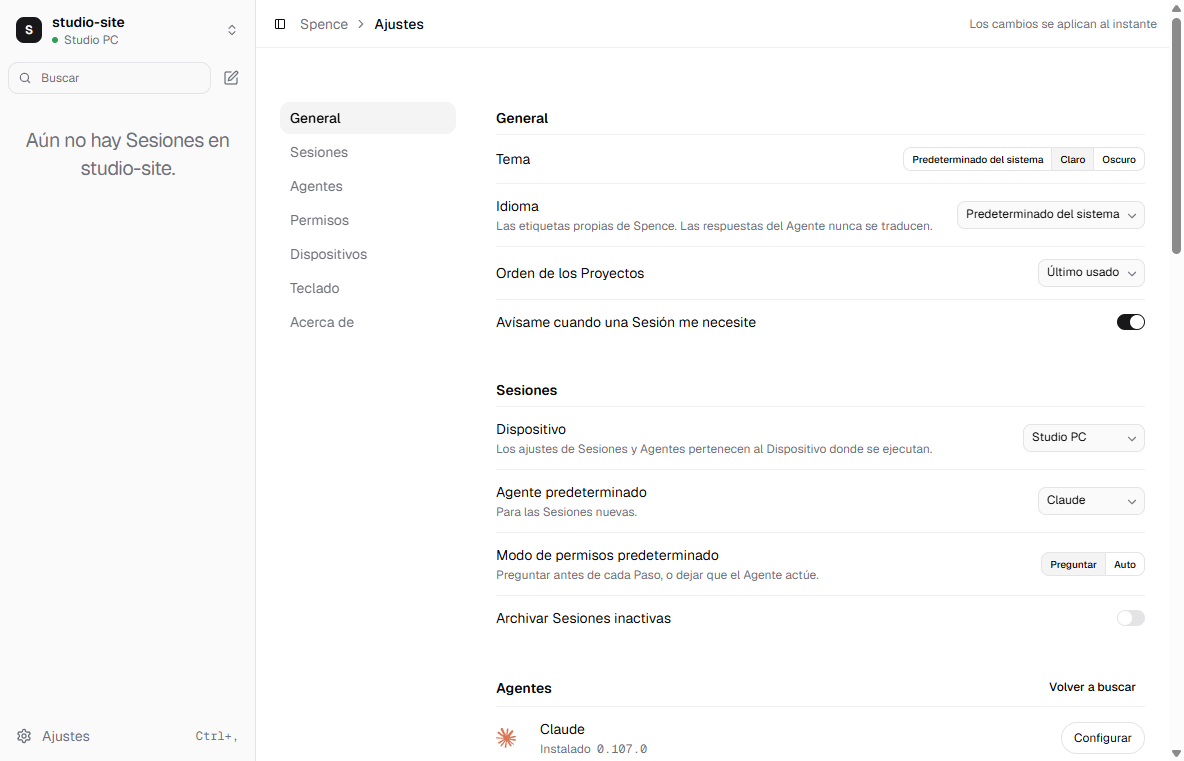 S
studio-site
Studio PC
Buscar
Aún no hay Sesiones en
studio-site.
Ajustes
Ctrl+,
Spence > Ajustes
Los cambios se aplican al instante
General
Sesiones
Agentes
Permisos
Dispositivos
Teclado
Acerca de
General
Tema
Predeterminado del sistema
Claro
Oscuro
Idioma
Las etiquetas propias de Spence. Las respuestas del Agente nunca se traducen.
Predeterminado del sistema
Orden de los Proyectos
Último usado
Avísame cuando una Sesión me necesite
Sesiones
Dispositivo
Los ajustes de Sesiones y Agentes pertenecen al Dispositivo donde se ejecutan.
Studio PC
Agente predeterminado
Para las Sesiones nuevas.
Claude
Modo de permisos predeterminado
Preguntar antes de cada Paso, o dejar que el Agente actúe.
Preguntar
Auto
Archivar Sesiones inactivas
Agentes
Volver a buscar
Claude
Instalado 0.107.0
Configurar